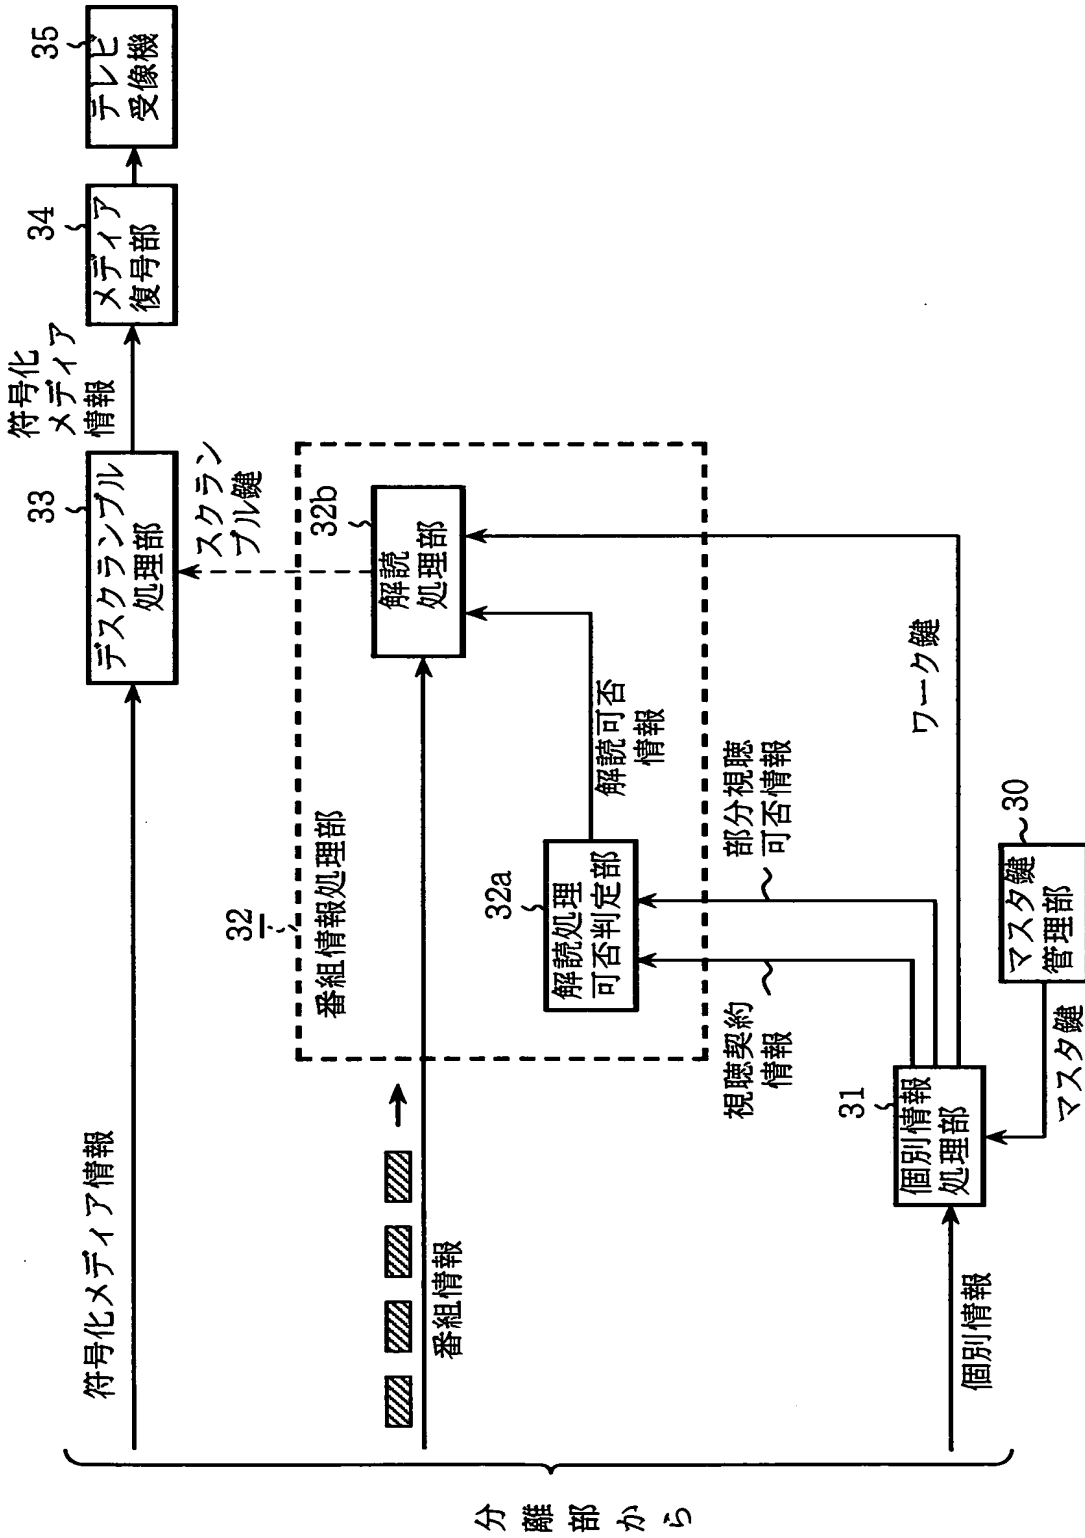 分離部から
符号化メディア情報
番組情報
個別情報
33
デスクランブル
処理部
符号化
メディア
情報
34
メディア
復号部
35
テレビ
受像機
スクラン
ブル鍵
32
番組情報処理部
32b
解読
処理部
32a
解読処理
可否判定部
解読可否
情報
視聴契約
情報
部分視聴
可否情報
ワーク鍵
31
個別情報
処理部
マスタ鍵
30
マスタ鍵
管理部